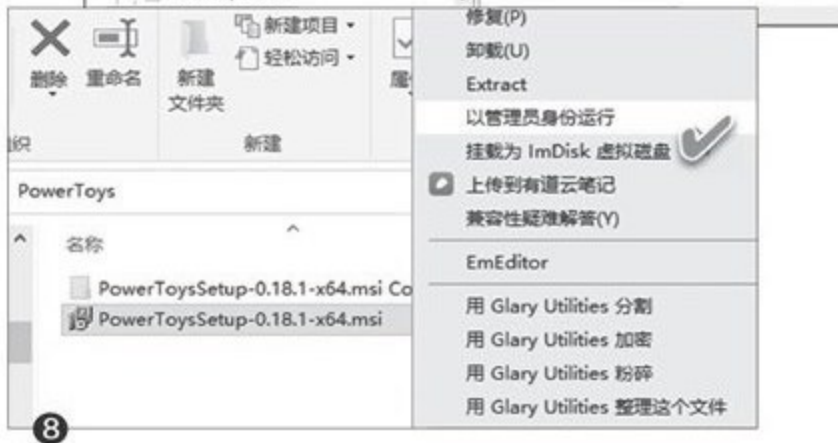 删除
重命名
新建
文件夹
新建项目
轻松访问
新建
PowerToys
名称
PowerToysSetup-0.18.1-x64.msi Co
PowerToysSetup-0.18.1-x64.msi
修复(P)
卸载(U)
Extract
以管理员身份运行
挂载为 ImDisk 虚拟磁盘
上传到有道云笔记
兼容性疑难解答(Y)
EmEditor
用 Glary Utilities 分割
用 Glary Utilities 加密
用 Glary Utilities 粉碎
用 Glary Utilities 整理这个文件
8